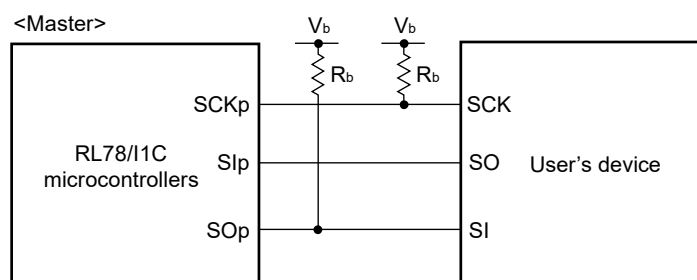 <Master>
Vb Vb
Rb Rb
SCKp SCK
RL78/I1C
microcontrollers
SIp SO
User's device
SOp SI